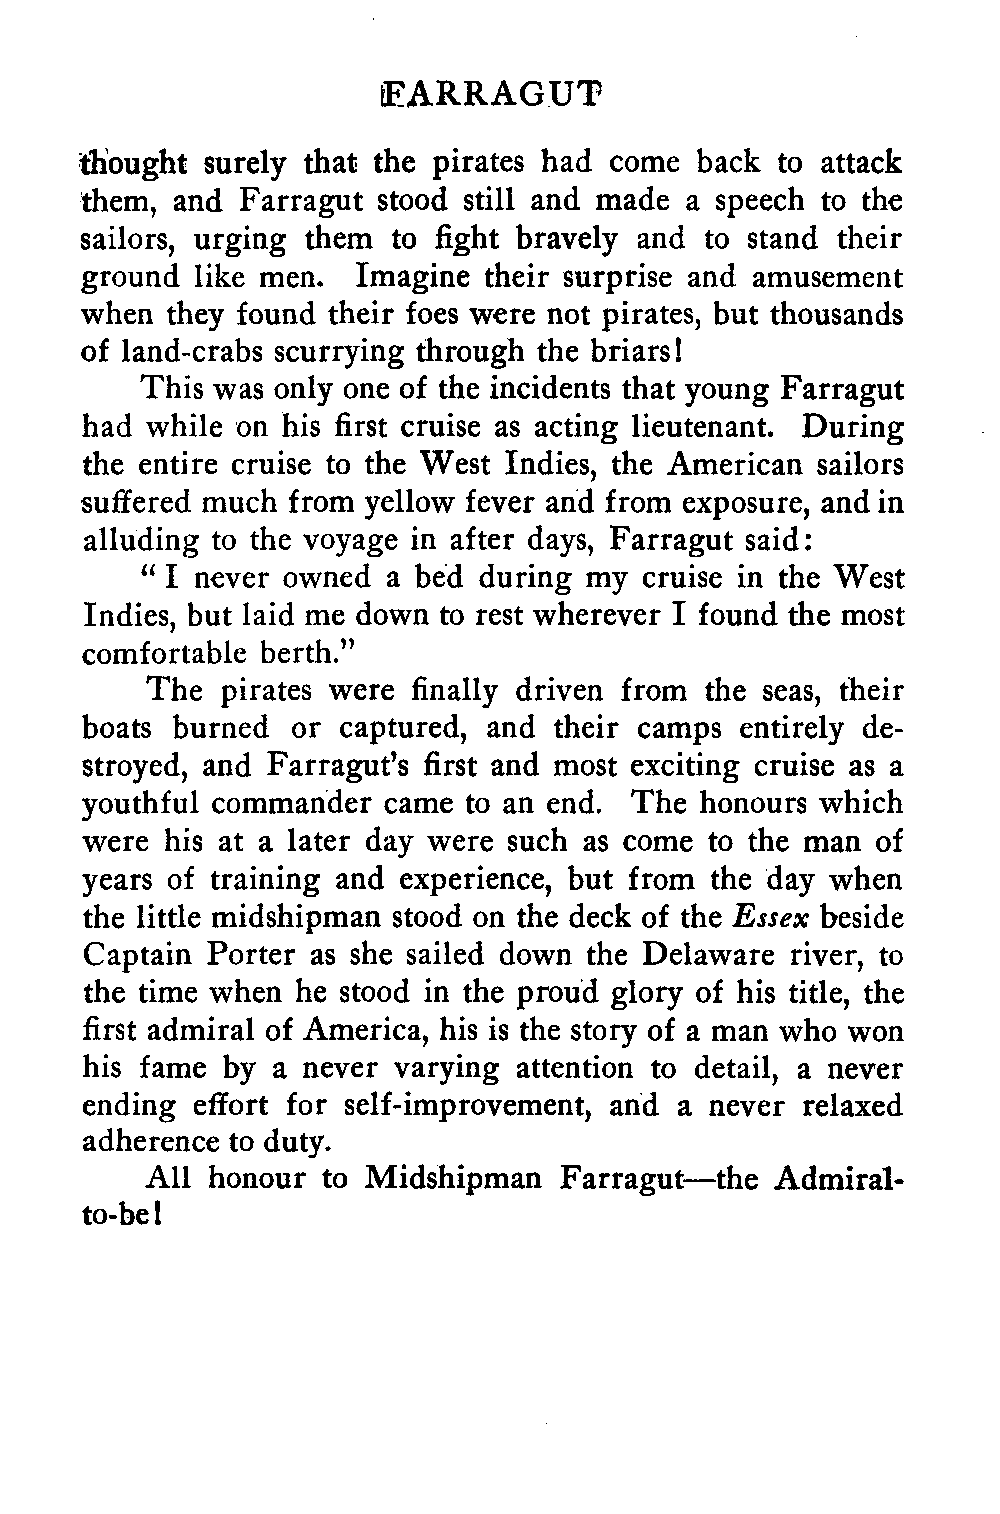 FARRAGUT
thought surely that the pirates had come back to attack
them, and Farragut stood still and made a speech to the
sailors, urging them to fight bravely and to stand their
ground like men. Imagine their surprise and amusement
when they found their foes were not pirates, but thousands
of land-crabs scurrying through the briars!
This was only one of the incidents that young Farragut
had while on his first cruise as acting lieutenant. During
the entire cruise to the West Indies, the American sailors
suffered much from yellow fever and from exposure, and in
alluding to the voyage in after days, Farragut said:
“ I never owned a bed during my cruise in the West
Indies, but laid me down to rest wherever I found the most
comfortable berth.”
The pirates were finally driven from the seas, their
boats burned or captured, and their camps entirely de-
stroyed, and Farragut's first and most exciting cruise as a
youthful commander came to an end. The honours which
were his at a later day were such as come to the man of
years of training and experience, but from the day when
the little midshipman stood on the deck of the Essex beside
Captain Porter as she sailed down the Delaware river, to
the time when he stood in the proud glory of his title, the
first admiral of America, his is the story of a man who won
his fame by a never varying attention to detail, a never
ending effort for self-improvement, and a never relaxed
adherence to duty.
All honour to Midshipman Farragut—the Admiral-
to-be!